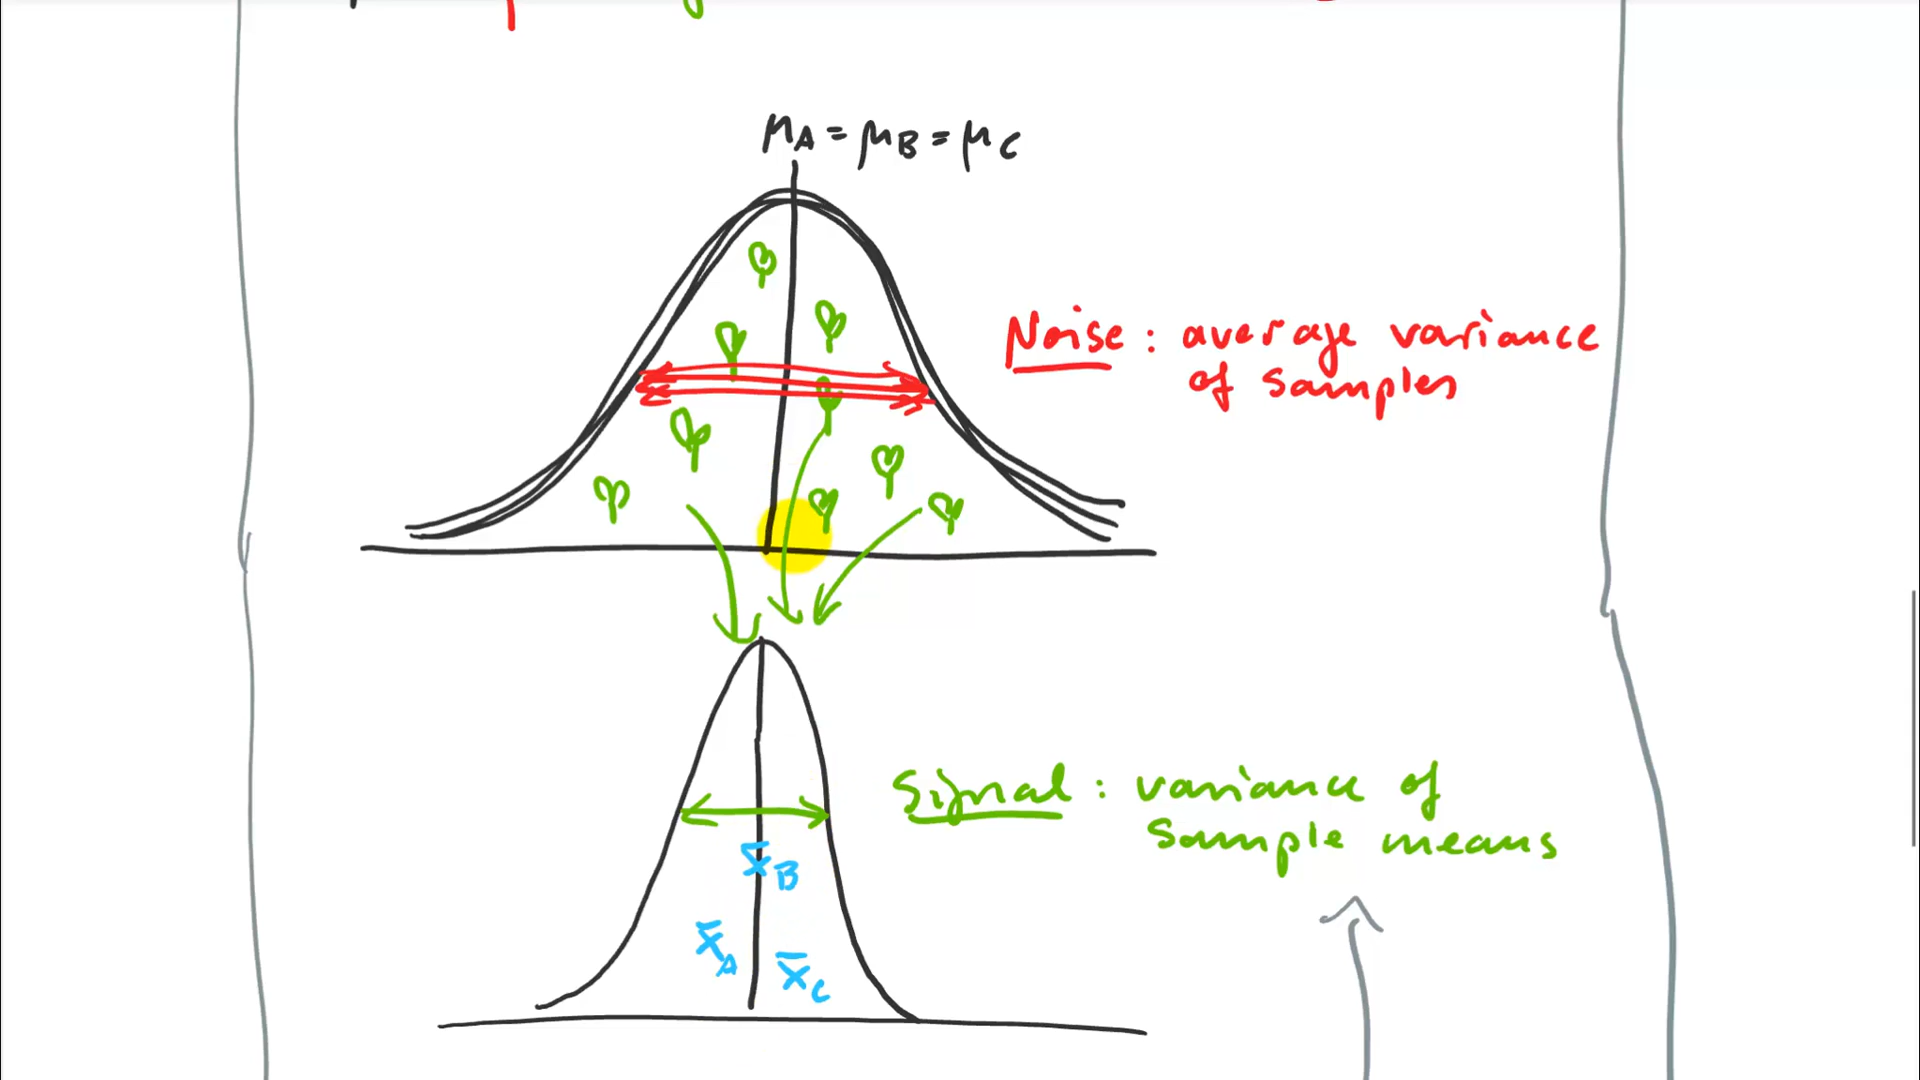 μA = μB = μC
Noise : average variance
of samples
Signal : variance of
sample means
x̄B
x̄A
x̄C